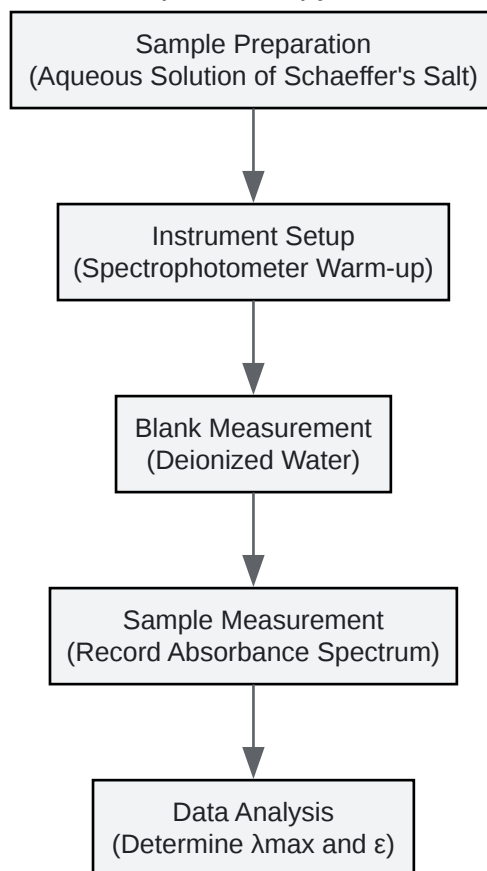 Sample Preparation
(Aqueous Solution of Schaeffer's Salt)
Instrument Setup
(Spectrophotometer Warm-up)
Blank Measurement
(Deionized Water)
Sample Measurement
(Record Absorbance Spectrum)
Data Analysis
(Determine λmax and ε)